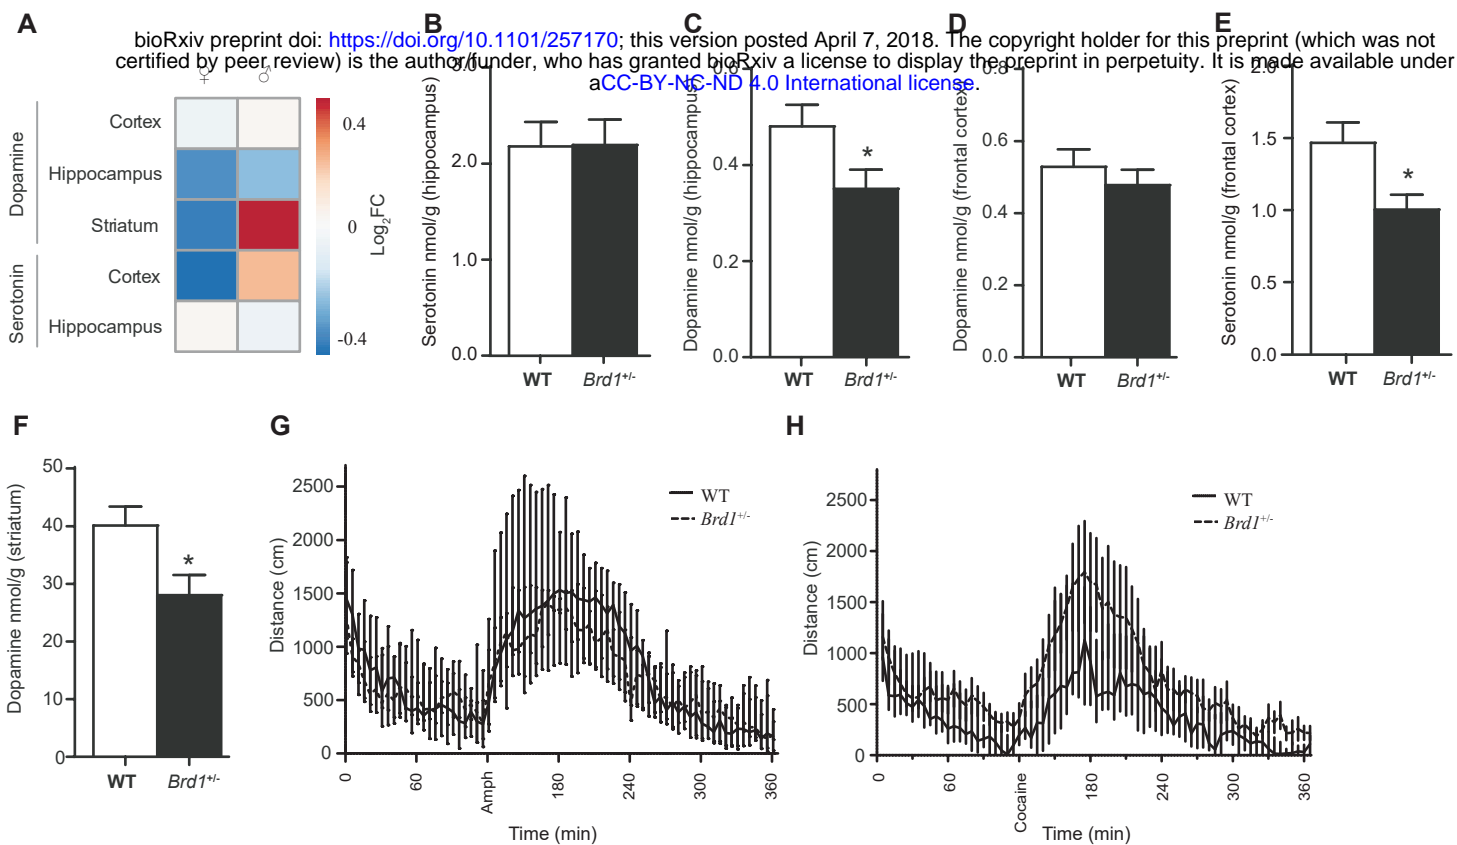 A
B
C
D
E
bioRxiv preprint doi: https://doi.org/10.1101/257170; this version posted April 7, 2018. The copyright holder for this preprint (which was not
certified by peer review) is the author/funder, who has granted bioRxiv a license to display the preprint in perpetuity. It is made available under
aCC-BY-NC-ND 4.0 International license.
♀ ♂
Dopamine
Cortex
Hippocampus
Striatum
Serotonin
Cortex
Hippocampus
0.4
0
-0.4
Log2FC
Serotonin nmol/g (hippocampus)
3.0
2.0
1.0
0.0
WT Brd1+/-
Dopamine nmol/g (hippocampus)
0.6
0.4
0.2
0.0
*
WT Brd1+/-
Dopamine nmol/g (frontal cortex)
0.8
0.6
0.4
0.2
0.0
WT Brd1+/-
Serotonin nmol/g (frontal cortex)
2.0
1.5
1.0
0.5
0.0
*
WT Brd1+/-
F
Dopamine nmol/g (striatum)
50
40
30
20
10
0
*
WT Brd1+/-
G
Distance (cm)
2500
2000
1500
1000
500
0
WT
Brd1+/-
0 60 Amph 180 240 300 360
Time (min)
H
Distance (cm)
2500
2000
1500
1000
500
0
WT
Brd1+/-
0 60 Cocaine 180 240 300 360
Time (min)